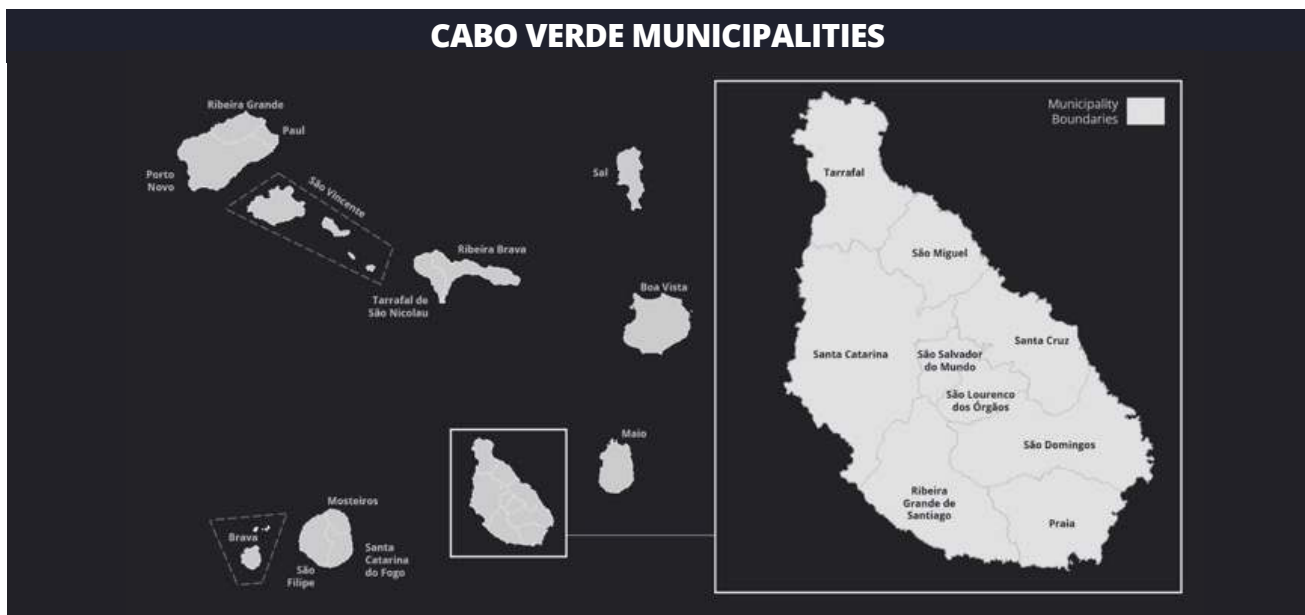 CABO VERDE MUNICIPALITIES
Ribeira Grande
Paul
Porto
Novo
São Vincente
Sal
Ribeira Brava
Tarrafal de
São Nicolau
Boa Vista
Maio
Mosteiros
Brava
São
Filipe
Santa
Catarina
do Fogo
Municipality
Boundaries
Tarrafal
São Miguel
Santa Catarina
São Salvador
do Mundo
Santa Cruz
São Lourenco
dos Órgãos
São Domingos
Ribeira
Grande de
Santiago
Praia